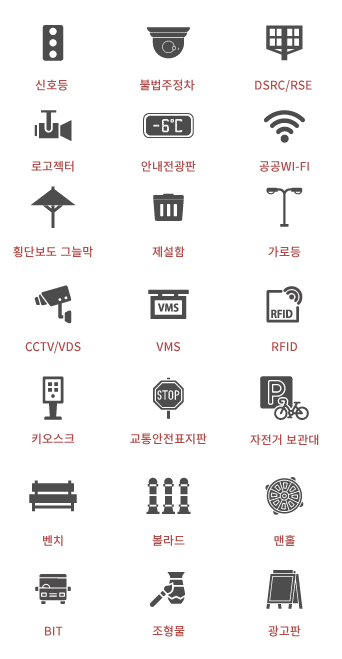 신호등 불법주정차 DSRC/RSE
-6℃
로고젝터 안내전광판 공공WI-FI
횡단보도 그늘막 제설함 가로등
VMS RFID
CCTV/VDS VMS RFID
STOP P
키오스크 교통안전표지판 자전거 보관대
벤치 볼라드 맨홀
BIT 조형물 광고판